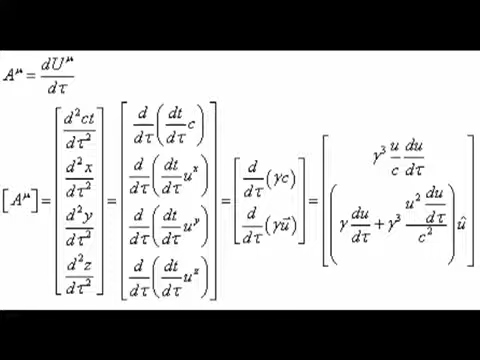 A^μ = dU^μ/dτ
[A^μ] = [d²ct/dτ²; d²x/dτ²; d²y/dτ²; d²z/dτ²] = [d/dτ(dt/dτ c); d/dτ(dt/dτ u^x); d/dτ(dt/dτ u^y); d/dτ(dt/dτ u^z)] = [d/dτ(γc); d/dτ(γu⃗)] = [γ³ u/c du/dτ; (γ du/dτ + γ³ (u² du/dτ)/c²) û]